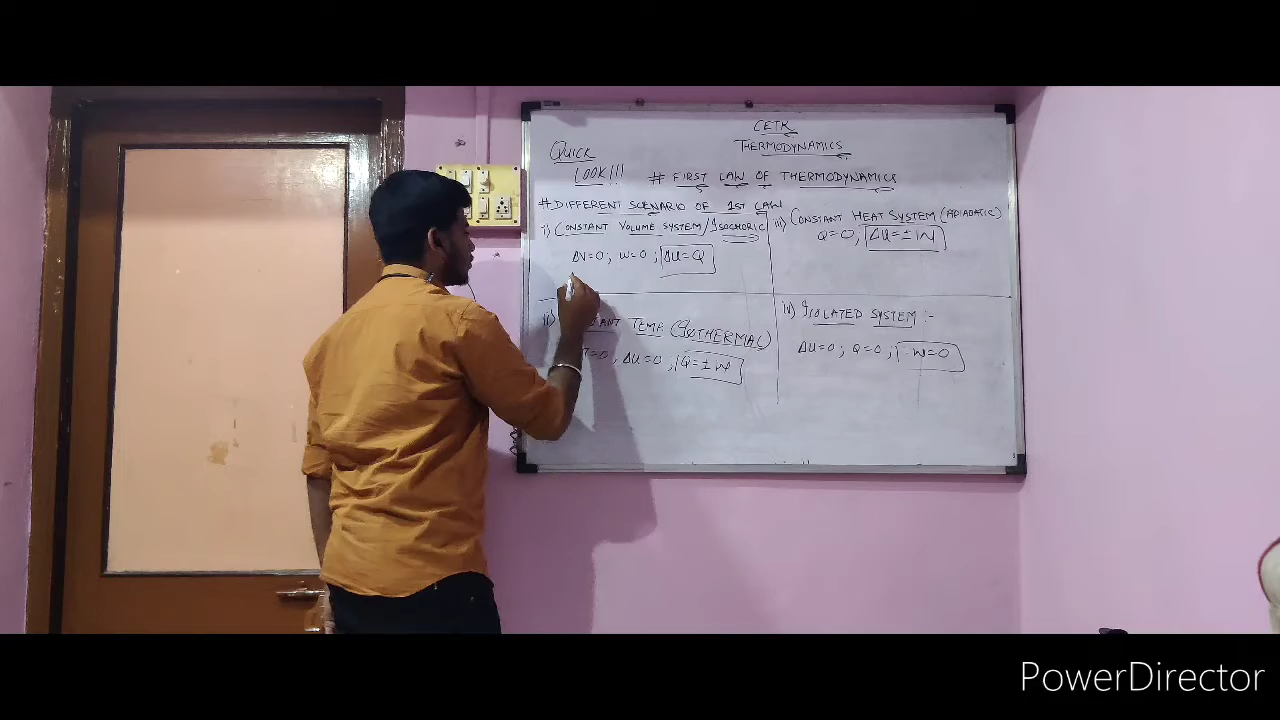 CETK
THERMODYNAMICS
QUICK
LOOK!!!
# FIRST LAW OF THERMODYNAMICS
# DIFFERENT SCENARIO OF 1ST LAW
i) CONSTANT VOLUME SYSTEM/ISOCHORIC
ΔV=0; W=0; ΔU=Q
ii) TEMP (ISOTHERMAL)
=0, ΔU=0, Q=±W
iii) CONSTANT HEAT SYSTEM (ADIABATIC)
Q=0, ΔU=±W
iv) ISOLATED SYSTEM :-
ΔU=0; Q=0, W=0
PowerDirector